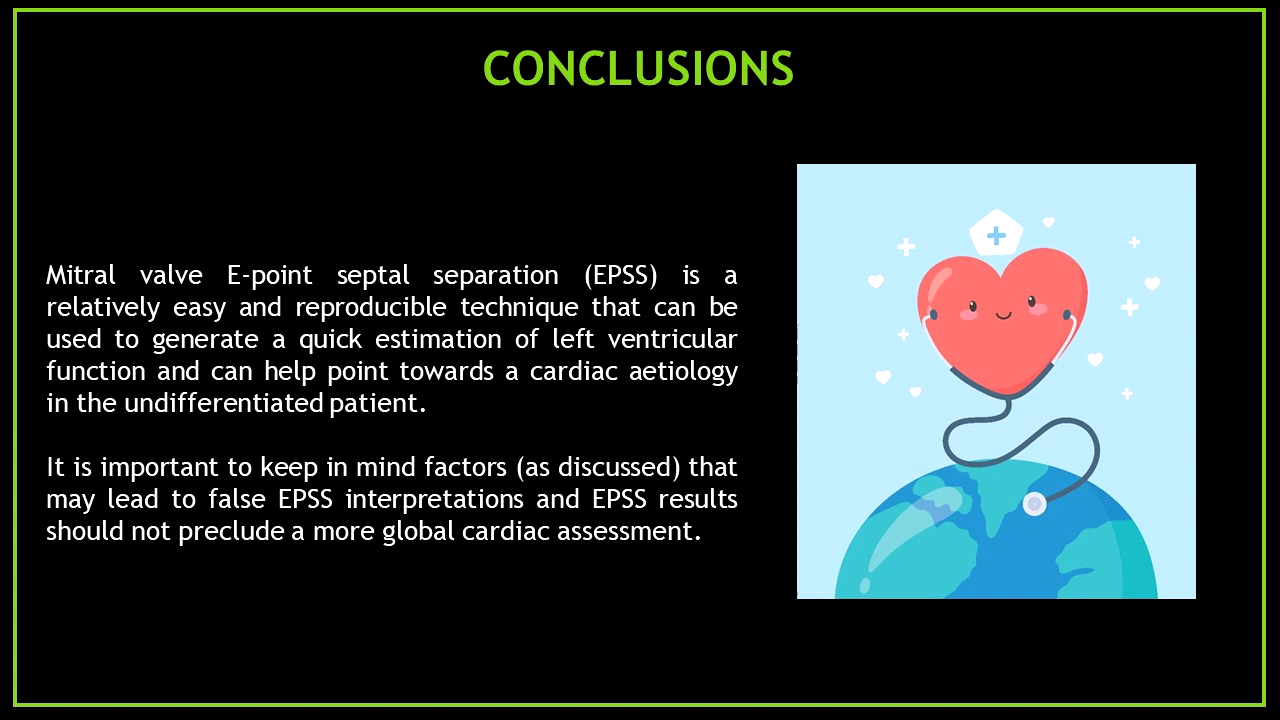 CONCLUSIONS
Mitral valve E-point septal separation (EPSS) is a
relatively easy and reproducible technique that can be
used to generate a quick estimation of left ventricular
function and can help point towards a cardiac aetiology
in the undifferentiated patient.
It is important to keep in mind factors (as discussed) that
may lead to false EPSS interpretations and EPSS results
should not preclude a more global cardiac assessment.